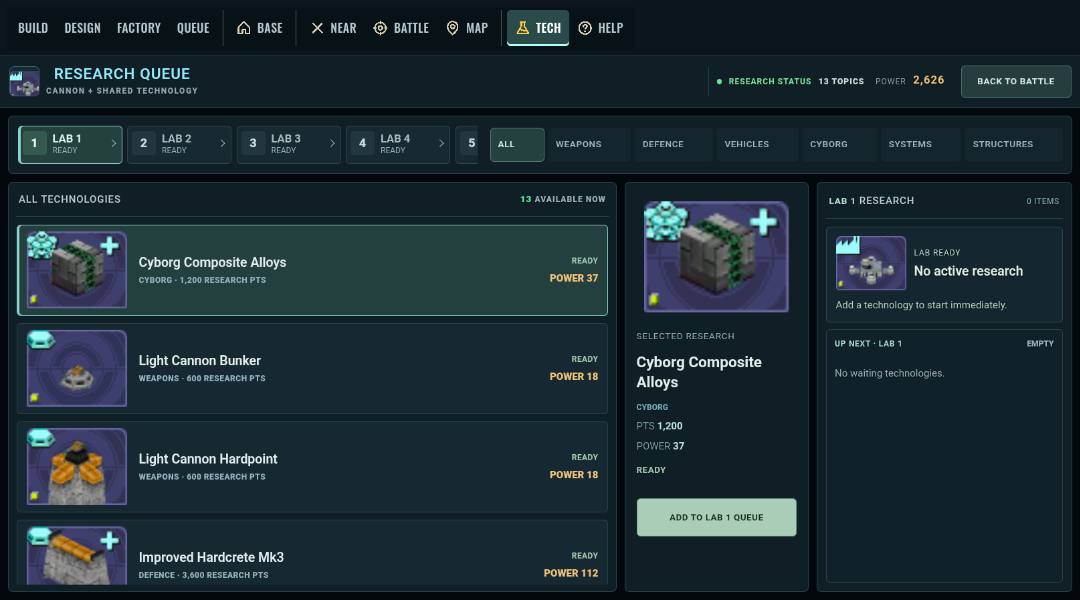 BUILD DESIGN FACTORY QUEUE BASE NEAR BATTLE MAP TECH HELP
RESEARCH QUEUE
CANNON + SHARED TECHNOLOGY
RESEARCH STATUS 13 TOPICS POWER 2,626 BACK TO BATTLE
1 LAB 1 READY
2 LAB 2 READY
3 LAB 3 READY
4 LAB 4 READY
5
ALL WEAPONS DEFENCE VEHICLES CYBORG SYSTEMS STRUCTURES
ALL TECHNOLOGIES 13 AVAILABLE NOW
Cyborg Composite Alloys READY
CYBORG · 1,200 RESEARCH PTS POWER 37
Light Cannon Bunker READY
WEAPONS · 600 RESEARCH PTS POWER 18
Light Cannon Hardpoint READY
WEAPONS · 600 RESEARCH PTS POWER 18
Improved Hardcrete Mk3 READY
DEFENCE · 3,600 RESEARCH PTS POWER 112
SELECTED RESEARCH
Cyborg Composite
Alloys
CYBORG
PTS 1,200
POWER 37
READY
ADD TO LAB 1 QUEUE
LAB 1 RESEARCH 0 ITEMS
LAB READY
No active research
Add a technology to start immediately.
UP NEXT · LAB 1 EMPTY
No waiting technologies.